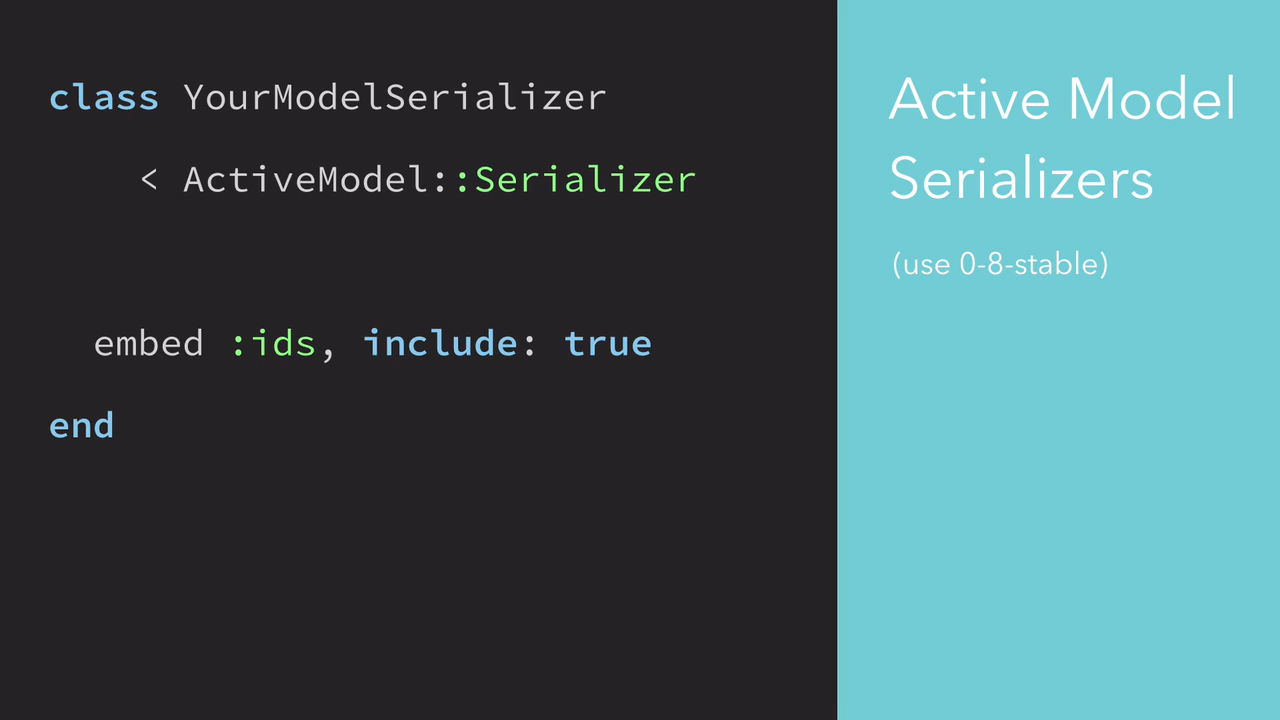 class YourModelSerializer
< ActiveModel::Serializer
embed :ids, include: true
end
Active Model
Serializers
(use 0-8-stable)